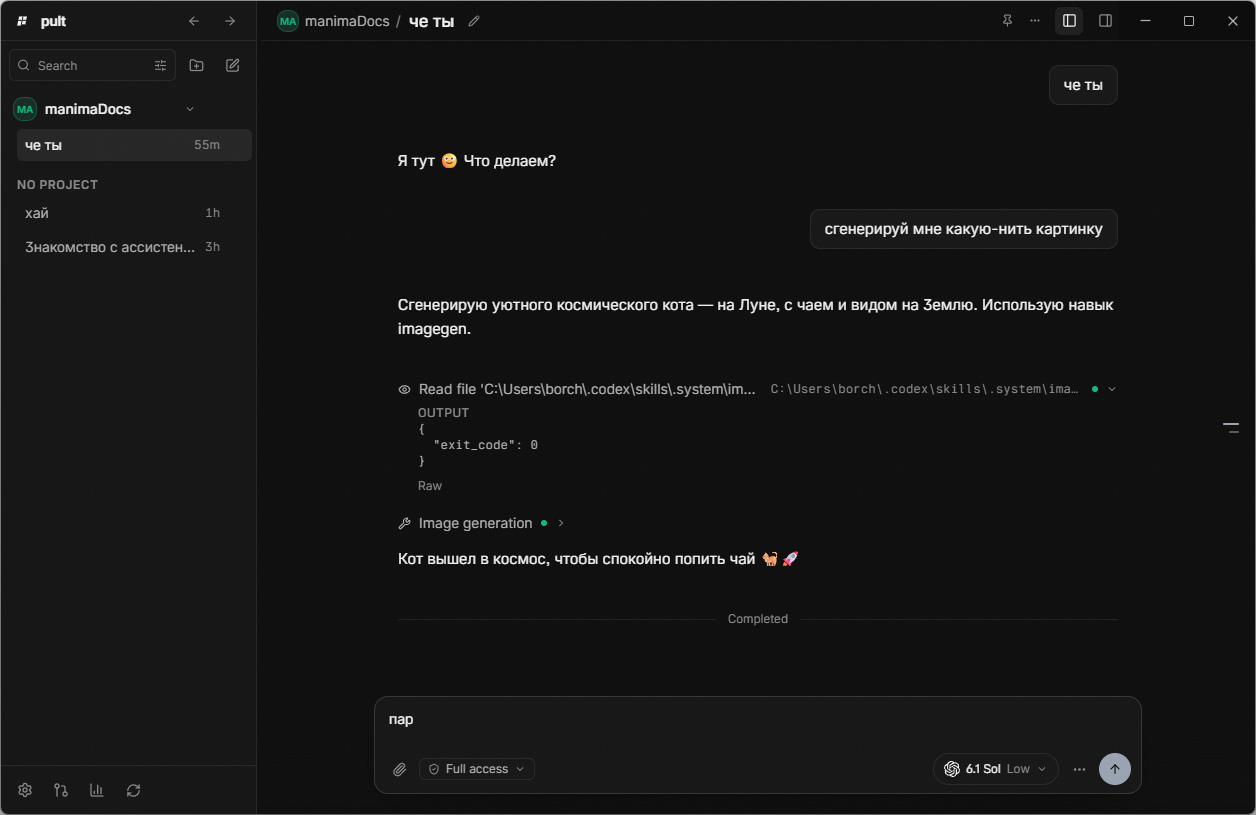 pult
manimaDocs / че ты
Search
MA manimaDocs
че ты 55m
NO PROJECT
хай 1h
Знакомство с ассистен... 3h
MA
че ты
Я тут Что делаем?
сгенерируй мне какую-нить картинку
Сгенерирую уютного космического кота — на Луне, с чаем и видом на Землю. Использую навык
imagegen.
Read file 'C:\Users\borch\.codex\skills\.system\im... C:\Users\borch\.codex\skills\.system\ima…
OUTPUT
{
"exit_code": 0
}
Raw
Image generation
Кот вышел в космос, чтобы спокойно попить чай
Completed
пар
Full access
6.1 Sol Low